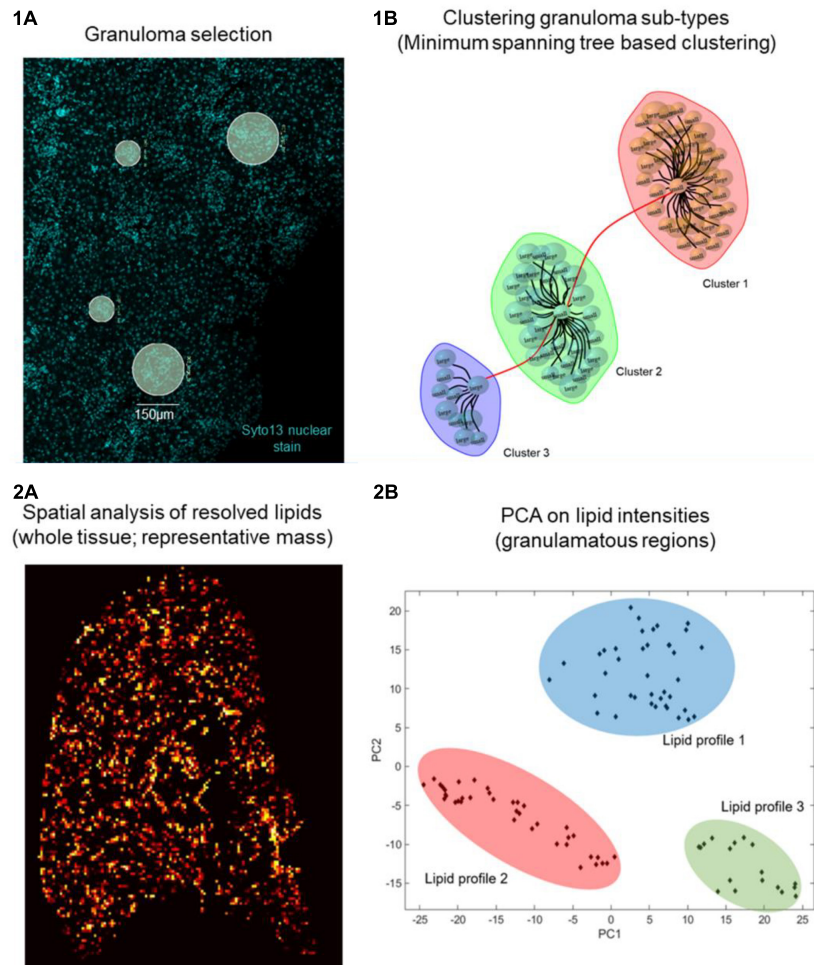 1A
Granuloma selection
150µm
Syto13 nuclear
stain
1B
Clustering granuloma sub-types
(Minimum spanning tree based clustering)
Cluster 1
Cluster 2
Cluster 3
2A
Spatial analysis of resolved lipids
(whole tissue; representative mass)
2B
PCA on lipid intensities
(granulamatous regions)
20
15
10
5
0
-5
-10
-15
PC2
Lipid profile 1
Lipid profile 3
Lipid profile 2
-25 -20 -15 -10 -5 0 5 10 15 20 25
PC1